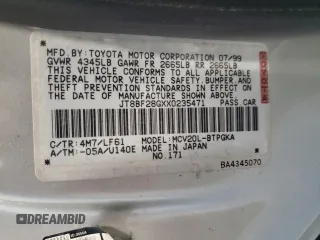 MFD. BY: TOYOTA MOTOR CORPORATION 07/99
GVWR 4345LB GAWR FR 2665LB RR 2665LB
THIS VEHICLE CONFORMS TO ALL APPLICABLE
FEDERAL MOTOR VEHICLE SAFETY, BUMPER, AND
THEFT PREVENTION STANDARDS IN EFFECT ON
THE DATE OF MANUFACTURE SHOWN ABOVE.
JT8BF28GXX0235471 PASS. CAR
C/TR: 4M7/LF61 MODEL: MCV20L-BTPGKA
A/TM: -05A/U140E MADE IN JAPAN
NO.171
BA4345070
TOYOTA
AUTOBIDMASTER